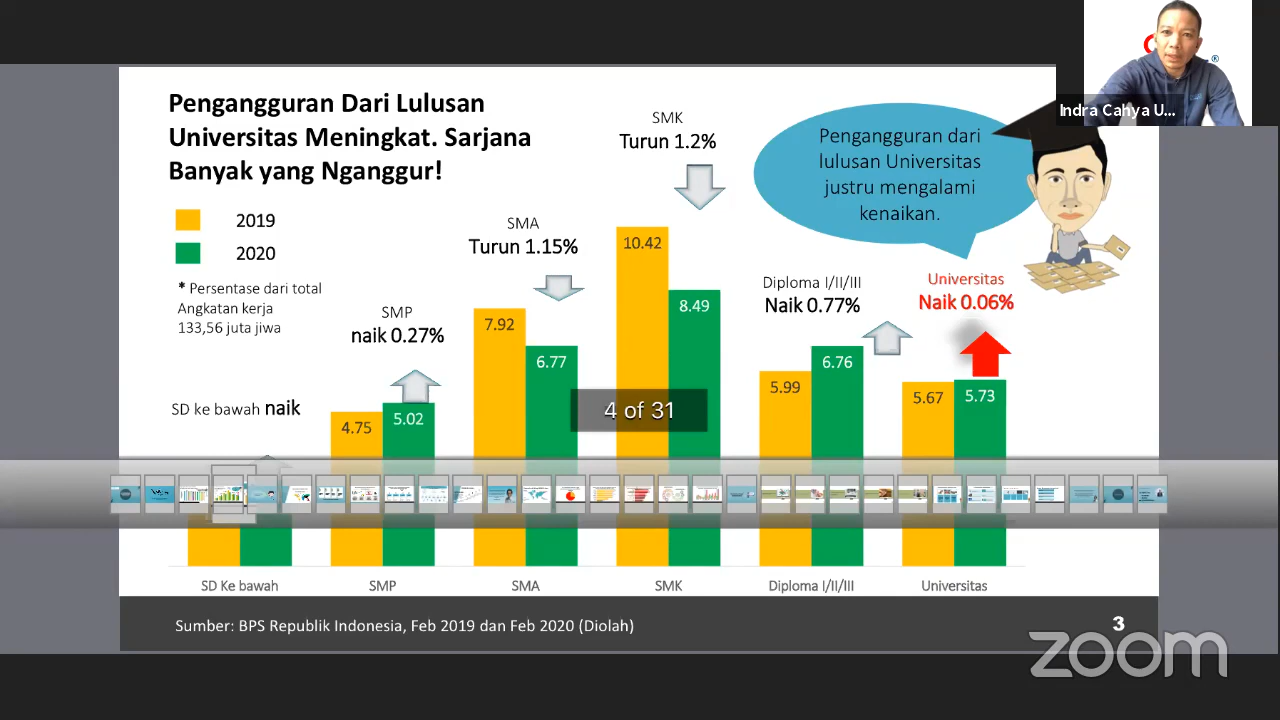 Indra Cahya U...
Pengangguran Dari Lulusan
Universitas Meningkat. Sarjana
Banyak yang Nganggur!
2019
2020
* Persentase dari total
Angkatan kerja
133,56 juta jiwa
SD ke bawah naik
SMP
naik 0.27%
SMA
Turun 1.15%
SMK
Turun 1.2%
Diploma I/II/III
Naik 0.77%
Universitas
Naik 0.06%
Pengangguran dari
lulusan Universitas
justru mengalami
kenaikan.
4.75
5.02
7.92
6.77
10.42
8.49
5.99
6.76
5.67
5.73
4 of 31
SD Ke bawah
SMP
SMA
SMK
Diploma I/II/III
Universitas
Sumber: BPS Republik Indonesia, Feb 2019 dan Feb 2020 (Diolah)
3
zoom